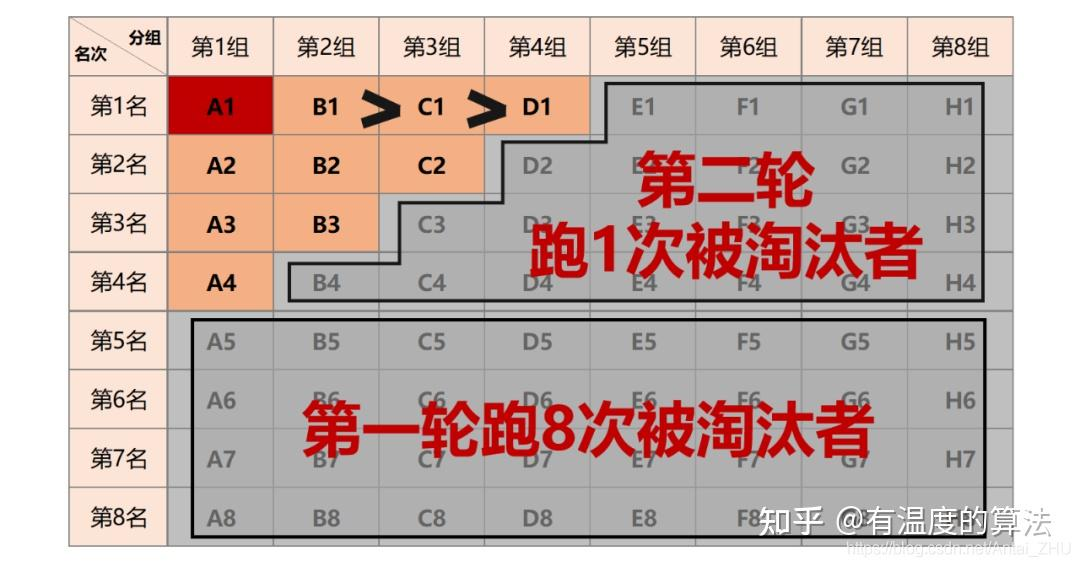 分组
名次
第1组 第2组 第3组 第4组 第5组 第6组 第7组 第8组
第1名 A1 B1 > C1 > D1 E1 F1 G1 H1
第2名 A2 B2 C2 D2 F2 G2 H2
第二轮
第3名 A3 B3 C3 D3 E3 F3 G3 H3
跑1次被淘汰者
第4名 A4 B4 C4 D4 E4 F4 G4 H4
第5名 A5 B5 C5 D5 E5 F5 G5 H5
第6名 A6 B6 C6 D6 E6 F6 G6 H6
第一轮跑8次被淘汰者
第7名 A7 B7 C7 D7 E7 F7 G7 H7
第8名 A8 B8 C8 D8 E8 F8
知乎 @有温度的算法
https://blog.csdn.net/Antai_ZHU